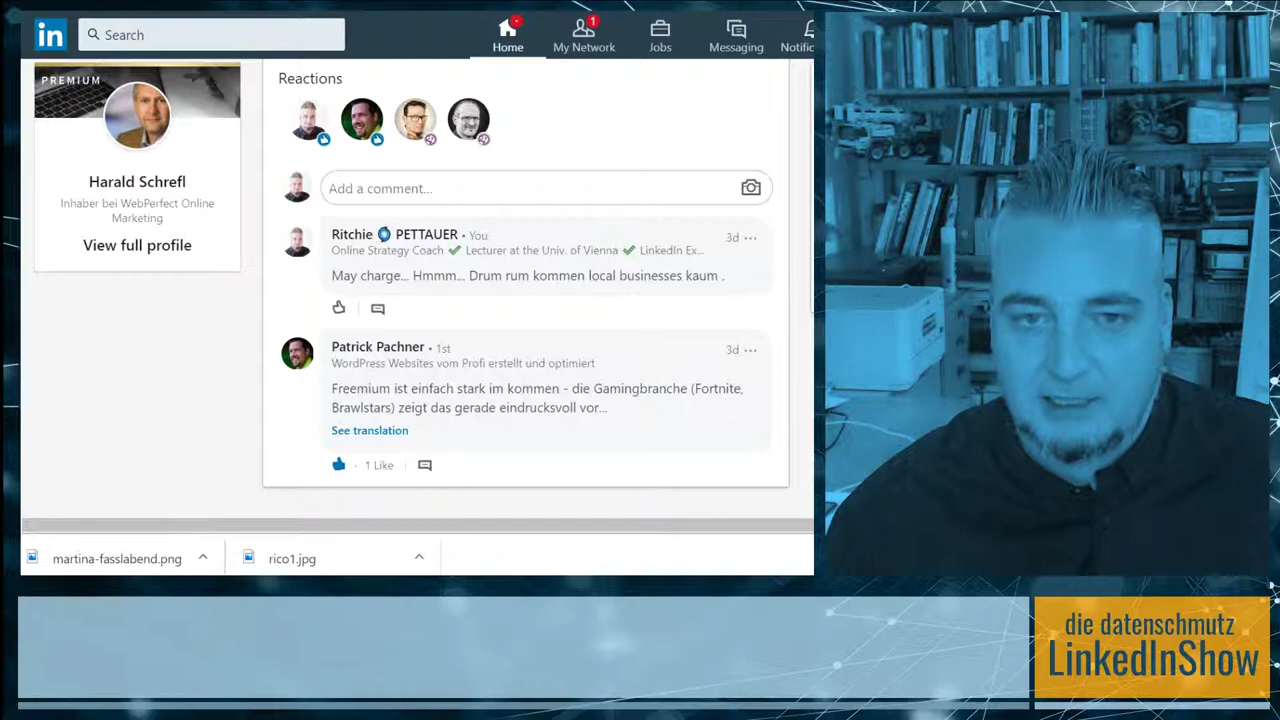 in
Search
Home
1
My Network
Jobs
Messaging
Notific
PREMIUM
Harald Schrefl
Inhaber bei WebPerfect Online
Marketing
View full profile
Reactions
Add a comment...
Ritchie PETTAUER • You
3d ...
Online Strategy Coach ✔ Lecturer at the Univ. of Vienna ✔ LinkedIn Ex...
May charge... Hmmm... Drum rum kommen local businesses kaum .
Patrick Pachner • 1st
3d ...
WordPress Websites vom Profi erstellt und optimiert
Freemium ist einfach stark im kommen - die Gamingbranche (Fortnite,
Brawlstars) zeigt das gerade eindrucksvoll vor...
See translation
· 1 Like
martina-fasslabend.png
rico1.jpg
die datenschmutz
LinkedInShow